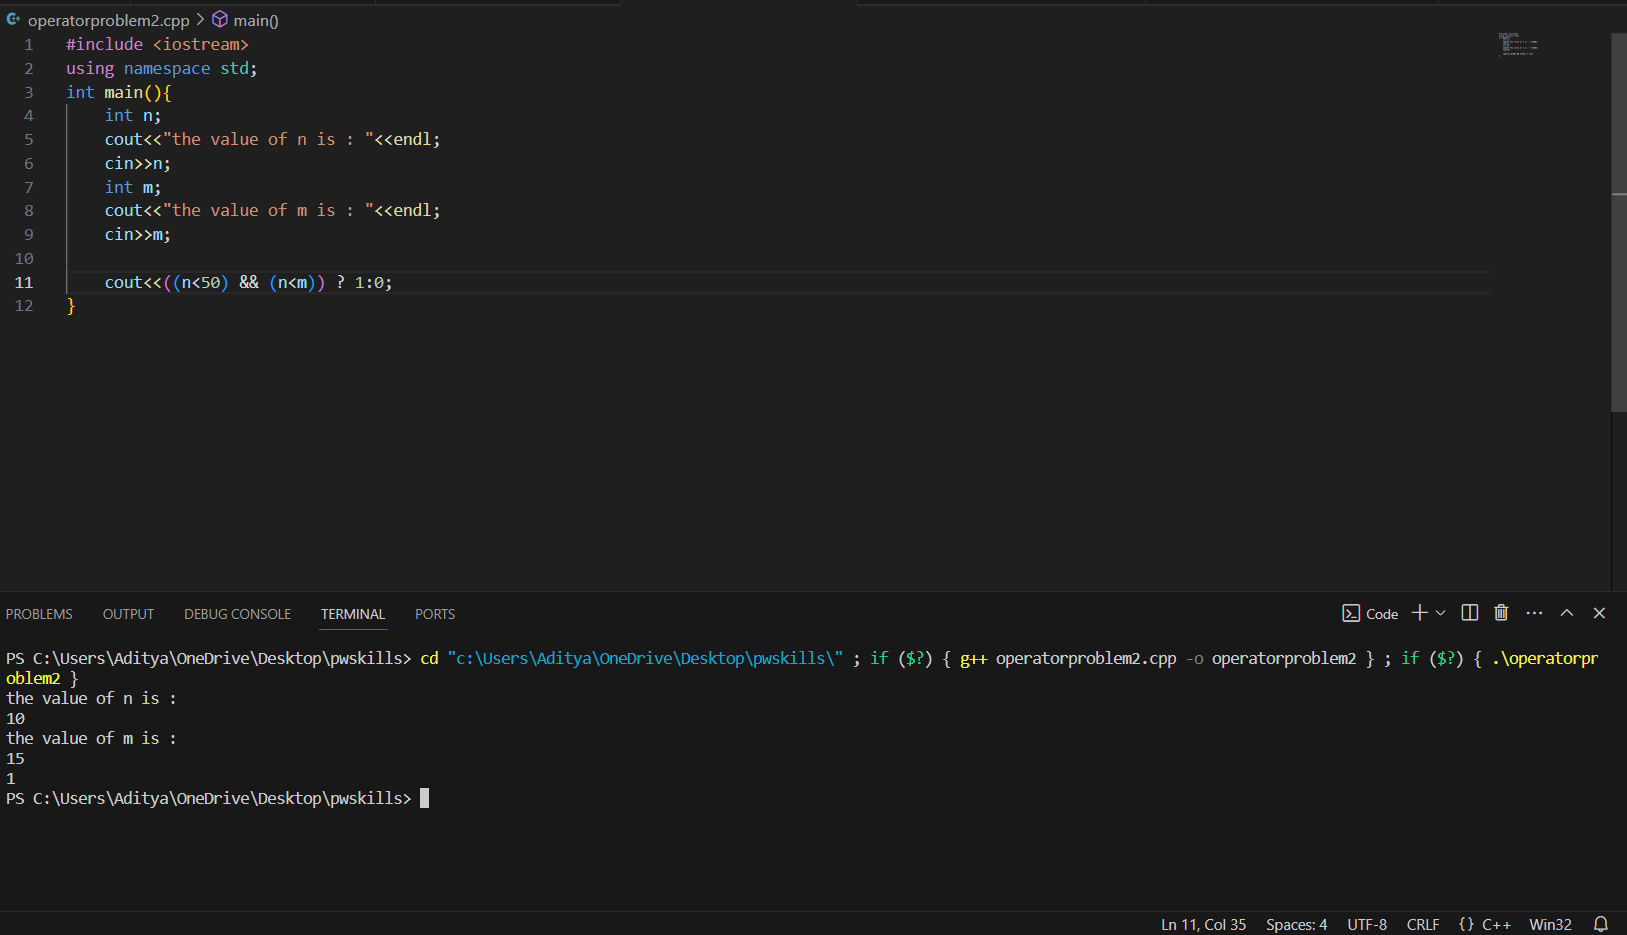 operatorproblem2.cpp > main()
1 #include <iostream>
2 using namespace std;
3 int main(){
4     int n;
5     cout<<"the value of n is : "<<endl;
6     cin>>n;
7     int m;
8     cout<<"the value of m is : "<<endl;
9     cin>>m;
10
11     cout<<((n<50) && (n<m)) ? 1:0;
12 }
PROBLEMS OUTPUT DEBUG CONSOLE TERMINAL PORTS Code
PS C:\Users\Aditya\OneDrive\Desktop\pwskills> cd "c:\Users\Aditya\OneDrive\Desktop\pwskills\" ; if ($?) { g++ operatorproblem2.cpp -o operatorproblem2 } ; if ($?) { .\operatorpr
oblem2 }
the value of n is :
10
the value of m is :
15
1
PS C:\Users\Aditya\OneDrive\Desktop\pwskills>
Ln 11, Col 35 Spaces: 4 UTF-8 CRLF {} C++ Win32